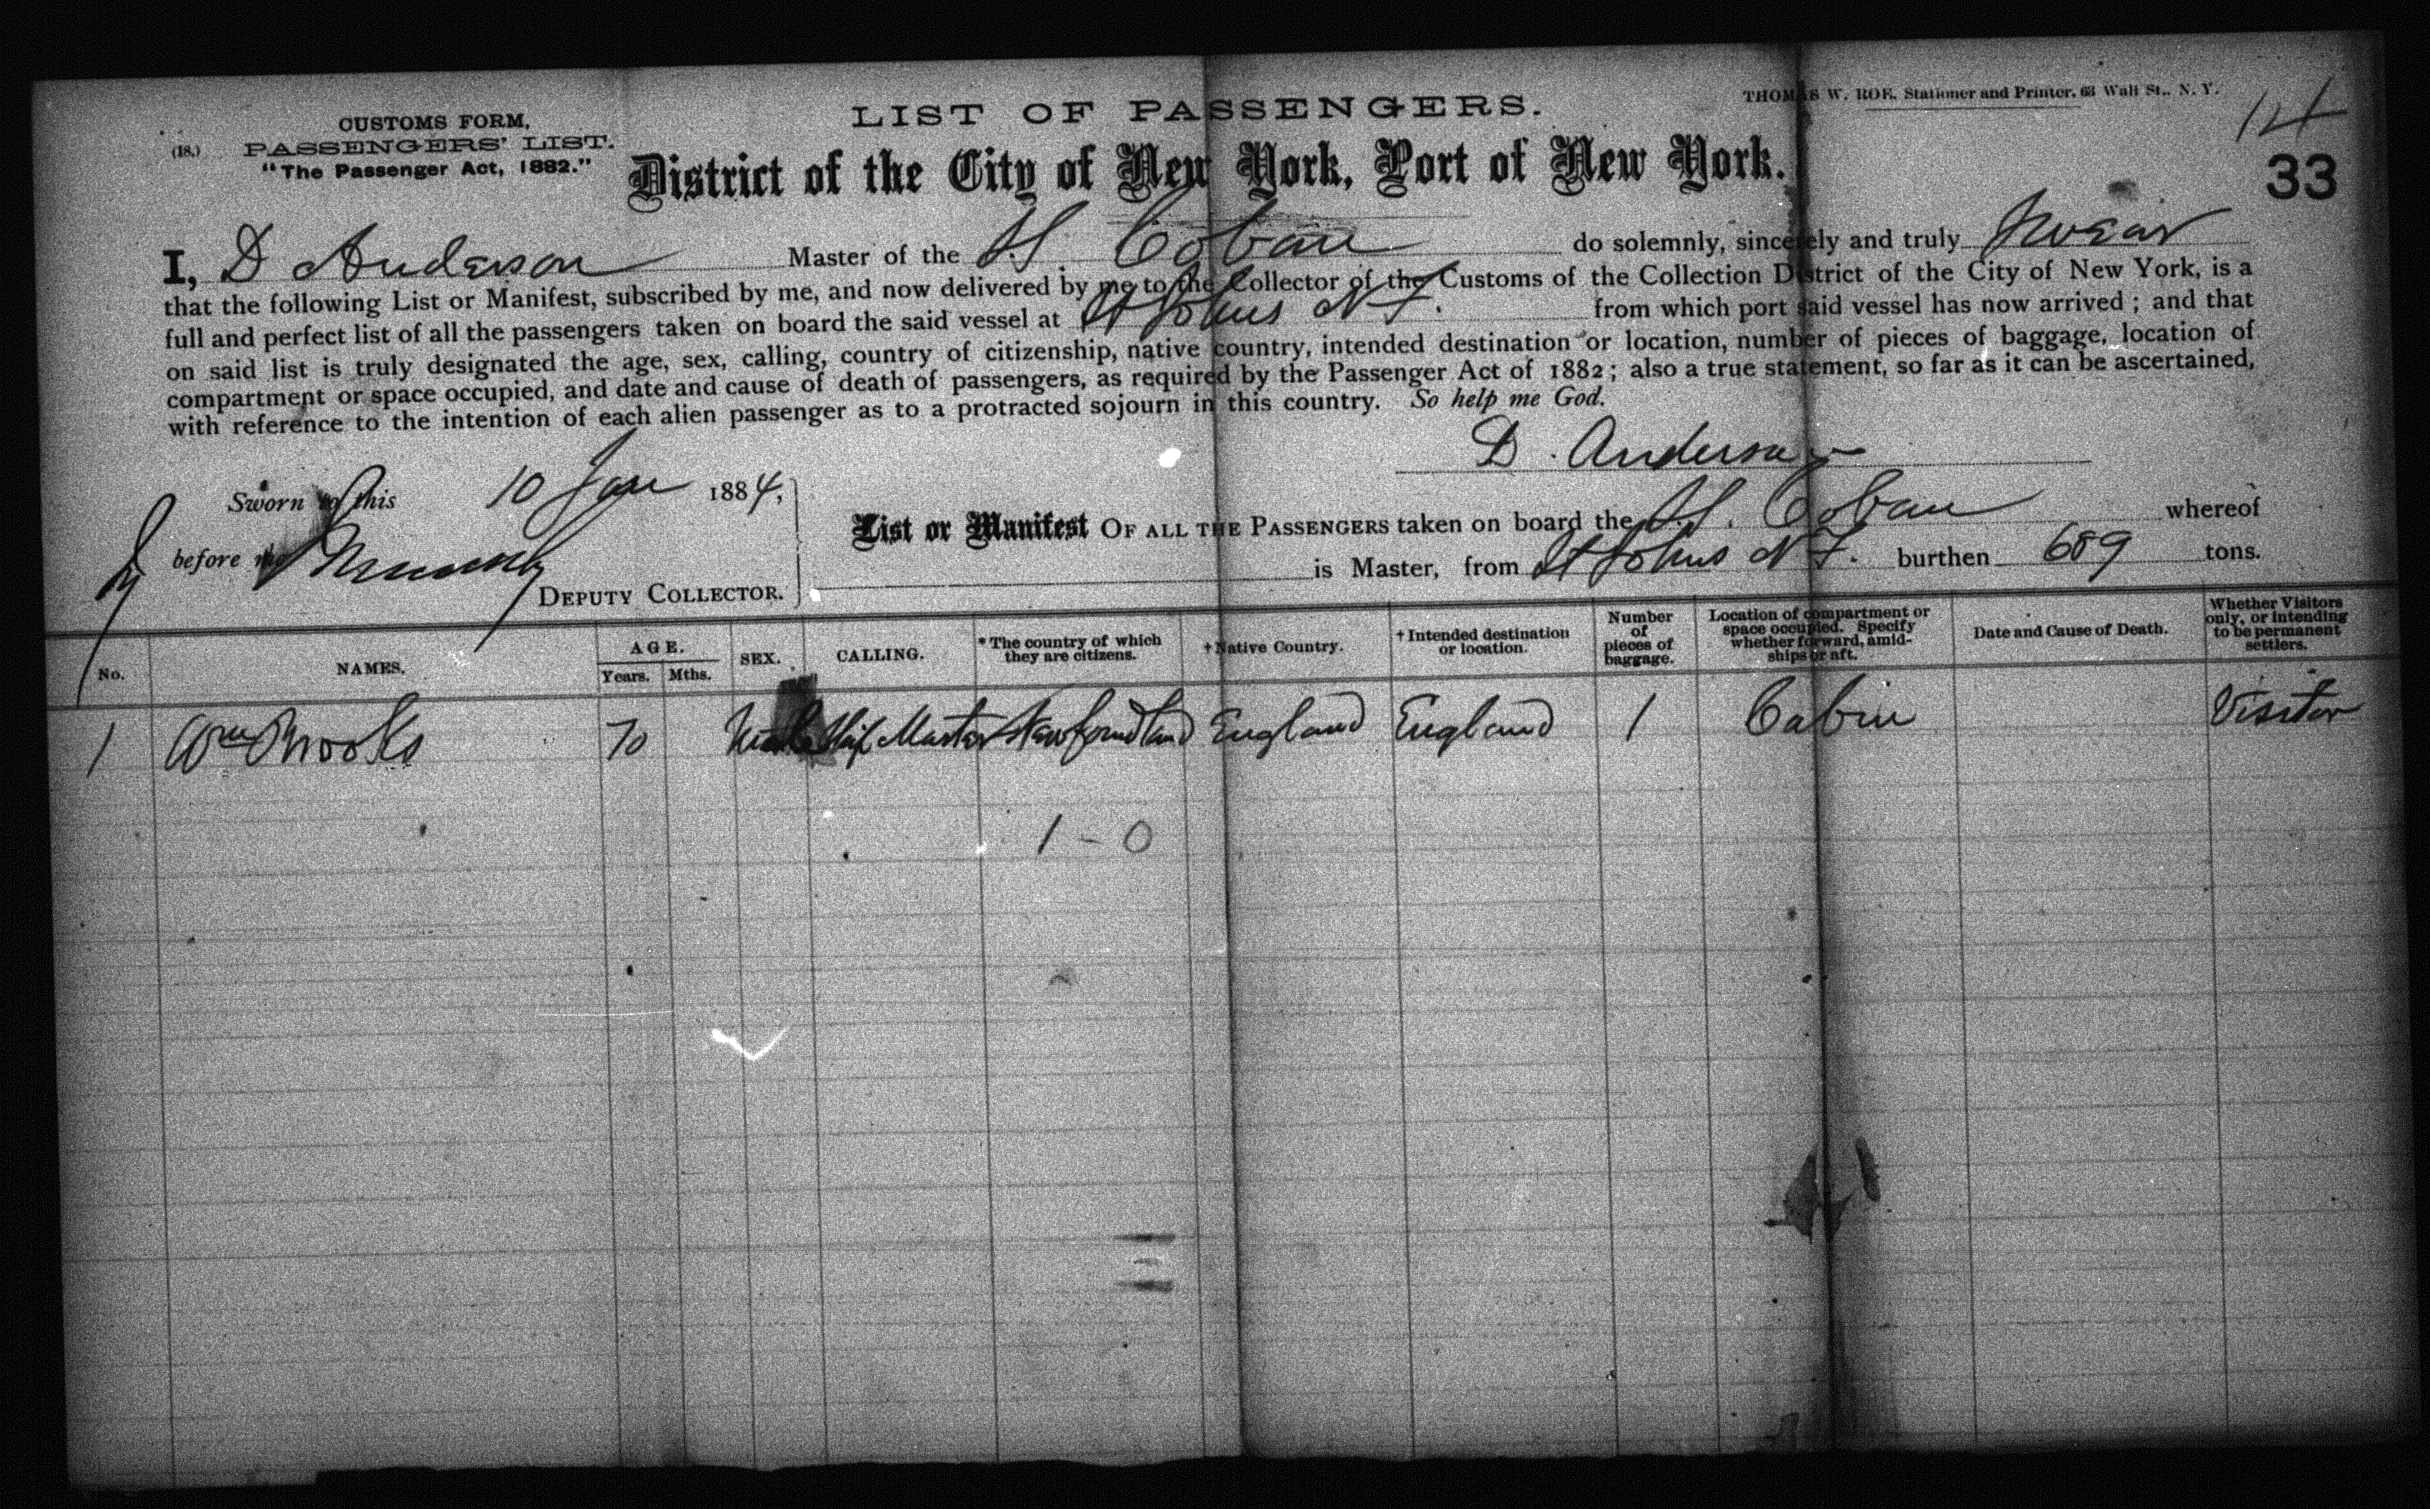 CUSTOMS FORM,
(18.) PASSENGERS' LIST.
"The Passenger Act, 1882."
LIST OF PASSENGERS.
THOMAS W. ROE, Stationer and Printer, 63 Wall St., N. Y.
14
33
District of the City of New York, Port of New York.
I, D Anderson Master of the S. Coban do solemnly, sincerely and truly Swear
that the following List or Manifest, subscribed by me, and now delivered by me to the Collector of the Customs of the Collection District of the City of New York, is a
full and perfect list of all the passengers taken on board the said vessel at St Johns N F. from which port said vessel has now arrived; and that
on said list is truly designated the age, sex, calling, country of citizenship, native country, intended destination or location, number of pieces of baggage, location of
compartment or space occupied, and date and cause of death of passengers, as required by the Passenger Act of 1882; also a true statement, so far as it can be ascertained,
with reference to the intention of each alien passenger as to a protracted sojourn in this country. So help me God.
D. Anderson
Sworn to this 10 Jan 1884,
before me
DEPUTY COLLECTOR.
List or Manifest OF ALL THE PASSENGERS taken on board the S. Coban whereof
is Master, from St Johns N F. burthen 689 tons.
No. NAMES. AGE. Years. Mths. SEX. CALLING. * The country of which they are citizens. † Native Country. † Intended destination or location. Number of pieces of baggage. Location of compartment or space occupied. Specify whether forward, amidships or aft. Date and Cause of Death. Whether Visitors only, or intending to be permanent settlers.
1 Wm 70 Male Ship Master Newfoundland England England 1 Cabin Visitor
1 - 0